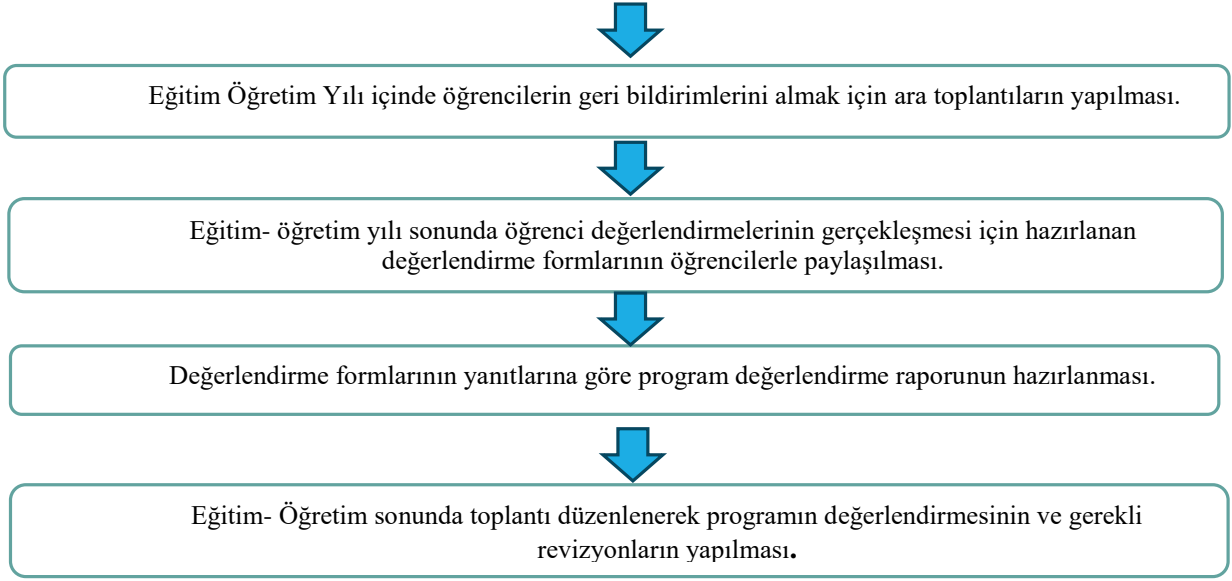 Eğitim Öğretim Yılı içinde öğrencilerin geri bildirimlerini almak için ara toplantıların yapılması.
Eğitim- öğretim yılı sonunda öğrenci değerlendirmelerinin gerçekleşmesi için hazırlanan
değerlendirme formlarının öğrencilerle paylaşılması.
Değerlendirme formlarının yanıtlarına göre program değerlendirme raporunun hazırlanması.
Eğitim- Öğretim sonunda toplantı düzenlenerek programın değerlendirmesinin ve gerekli
revizyonların yapılması.